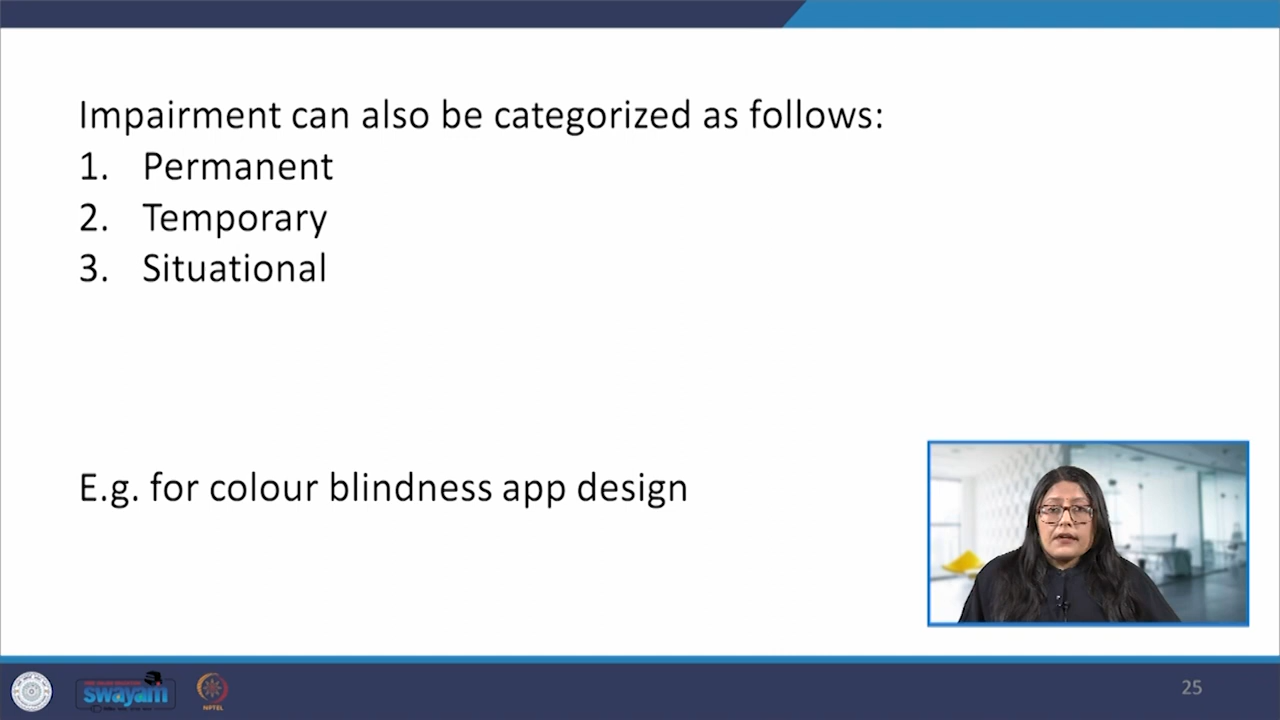 Impairment can also be categorized as follows:
1. Permanent
2. Temporary
3. Situational
E.g. for colour blindness app design
swayam
NPTEL
25